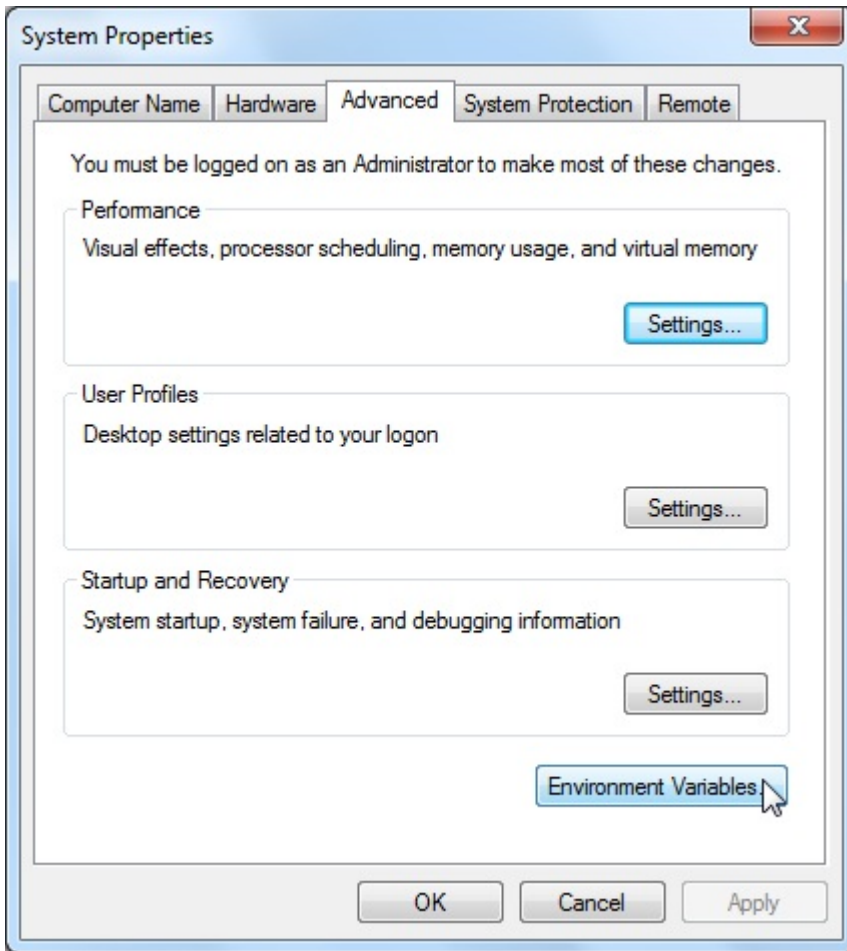 System Properties
Computer Name Hardware Advanced System Protection Remote
You must be logged on as an Administrator to make most of these changes.
Performance
Visual effects, processor scheduling, memory usage, and virtual memory
Settings...
User Profiles
Desktop settings related to your logon
Settings...
Startup and Recovery
System startup, system failure, and debugging information
Settings...
Environment Variables.
OK Cancel Apply